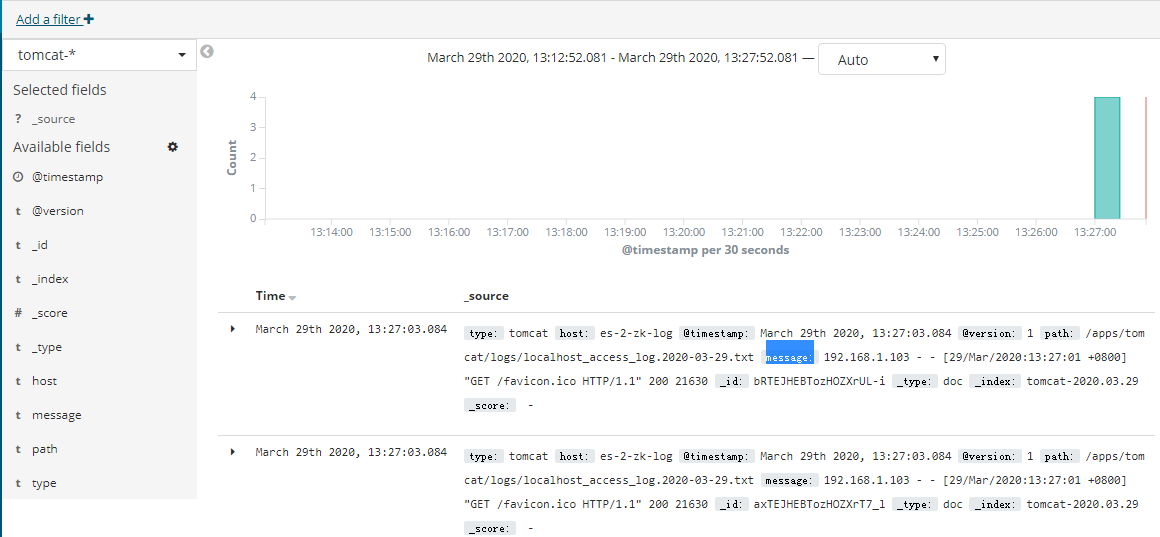 Add a filter +
tomcat-*
March 29th 2020, 13:12:52.081 - March 29th 2020, 13:27:52.081 — Auto
Selected fields
? _source
Available fields
@timestamp
t @version
t _id
t _index
# _score
t _type
t host
t message
t path
t type
Count
4
3
2
1
0
13:14:00 13:15:00 13:16:00 13:17:00 13:18:00 13:19:00 13:20:00 13:21:00 13:22:00 13:23:00 13:24:00 13:25:00 13:26:00 13:27:00
@timestamp per 30 seconds
Time _source
March 29th 2020, 13:27:03.084 type: tomcat host: es-2-zk-log @timestamp: March 29th 2020, 13:27:03.084 @version: 1 path: /apps/tom
cat/logs/localhost_access_log.2020-03-29.txt message: 192.168.1.103 - - [29/Mar/2020:13:27:01 +0800]
"GET /favicon.ico HTTP/1.1" 200 21630 _id: bRTEJHEBTozHOZXrUL-i _type: doc _index: tomcat-2020.03.29
_score: -
March 29th 2020, 13:27:03.084 type: tomcat host: es-2-zk-log @timestamp: March 29th 2020, 13:27:03.084 @version: 1 path: /apps/tom
cat/logs/localhost_access_log.2020-03-29.txt message: 192.168.1.103 - - [29/Mar/2020:13:27:01 +0800]
"GET /favicon.ico HTTP/1.1" 200 21630 _id: axTEJHEBTozHOZXrT7_l _type: doc _index: tomcat-2020.03.29
_score: -